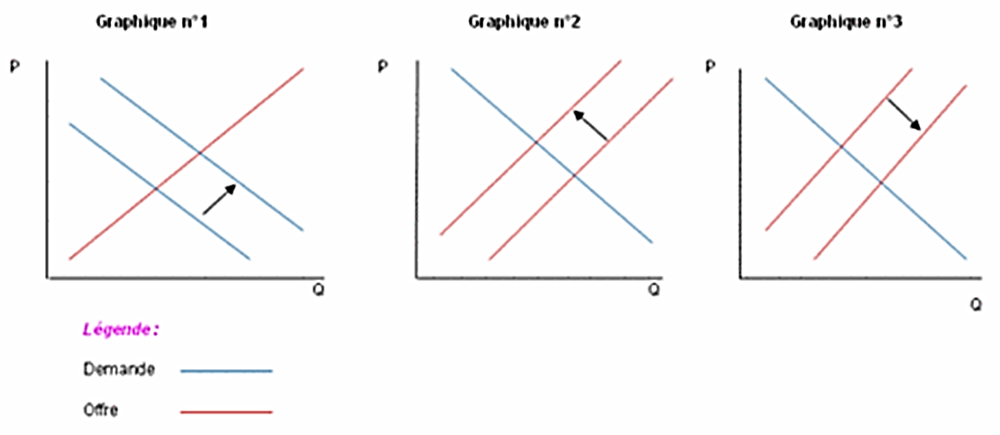 Graphique n°1
Graphique n°2
Graphique n°3
P
P
P
Q
Q
Q
Légende :
Demande
Offre